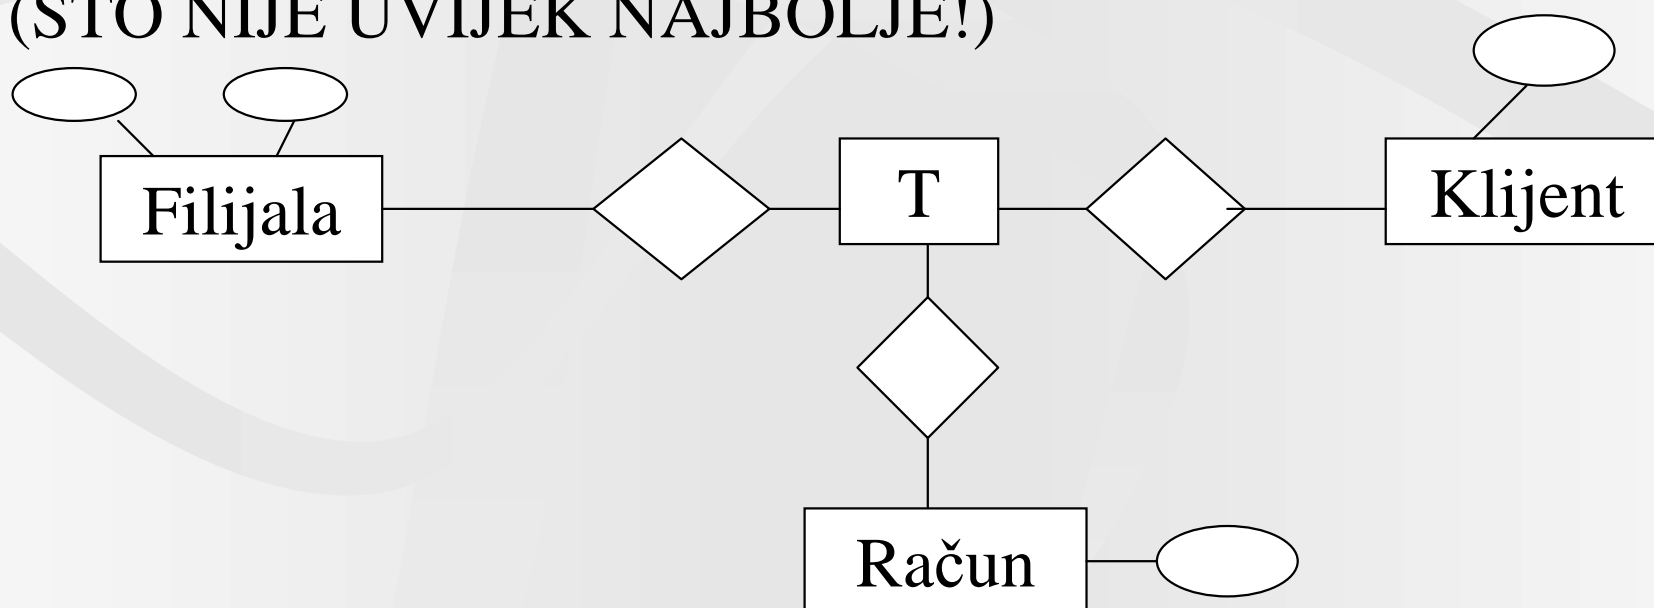 (ŠTO NIJE UVIJEK NAJBOLJE!)
Filijala
T
Klijent
Račun